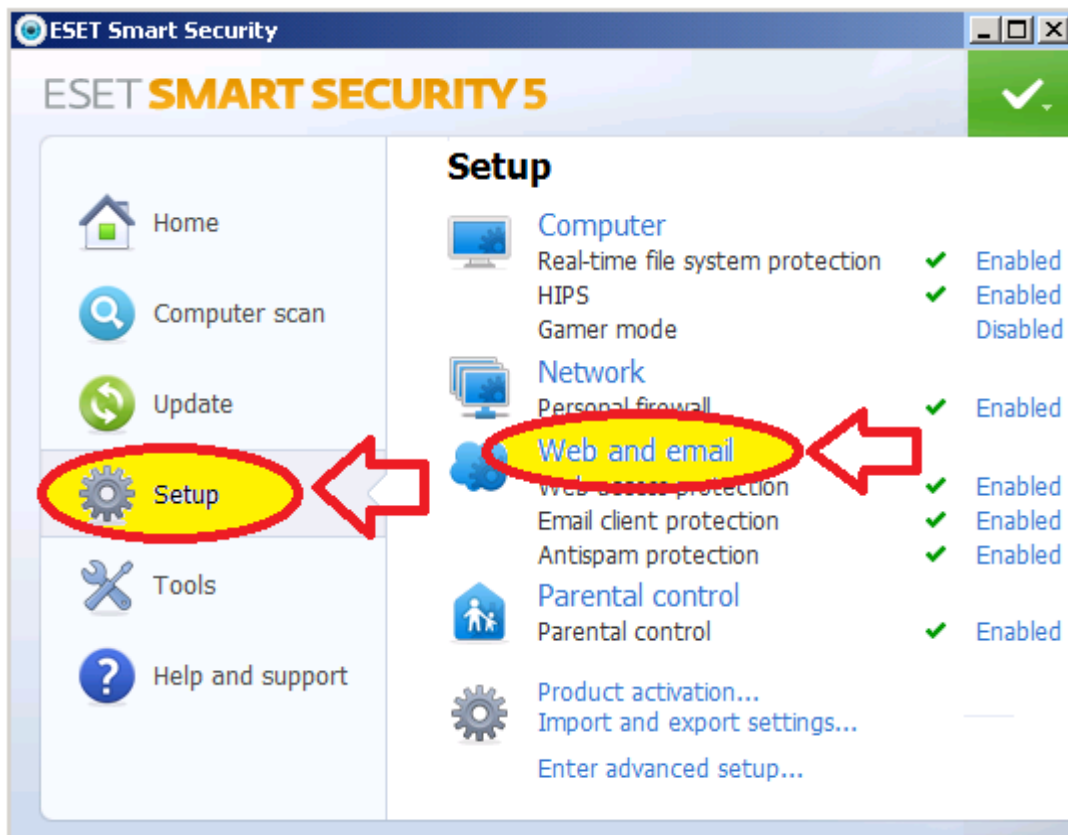 ESET Smart Security
ESET SMART SECURITY 5
Home
Computer scan
Update
Setup
Tools
Help and support
Setup
Computer
Real-time file system protection Enabled
HIPS Enabled
Gamer mode Disabled
Network
Personal firewall Enabled
Web and email
Web access protection Enabled
Email client protection Enabled
Antispam protection Enabled
Parental control
Parental control Enabled
Product activation...
Import and export settings...
Enter advanced setup...